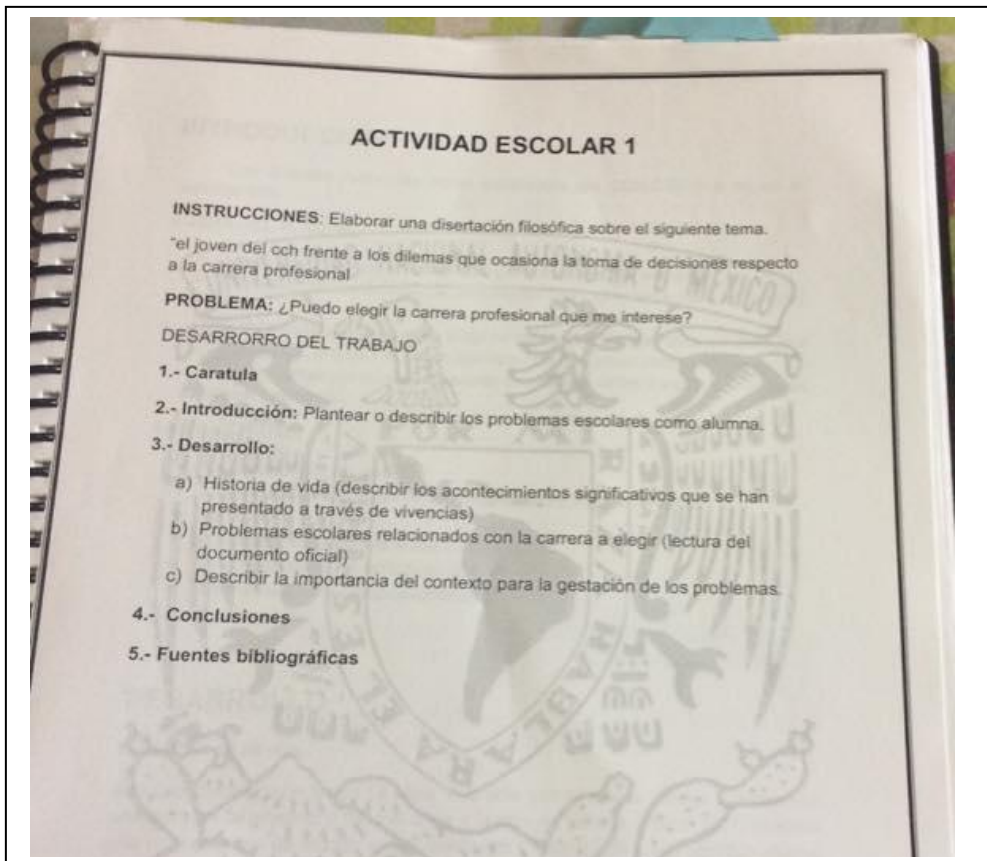 ACTIVIDAD ESCOLAR 1
INSTRUCCIONES: Elaborar una disertación filosófica sobre el siguiente tema.
"el joven del cch frente a los dilemas que ocasiona la toma de decisiones respecto
a la carrera profesional
PROBLEMA: ¿Puedo elegir la carrera profesional que me interese?
DESARRORRO DEL TRABAJO
1.- Caratula
2.- Introducción: Plantear o describir los problemas escolares como alumna.
3.- Desarrollo:
a) Historia de vida (describir los acontecimientos significativos que se han
presentado a través de vivencias)
b) Problemas escolares relacionados con la carrera a elegir (lectura del
documento oficial)
c) Describir la importancia del contexto para la gestación de los problemas.
4.- Conclusiones
5.- Fuentes bibliográficas